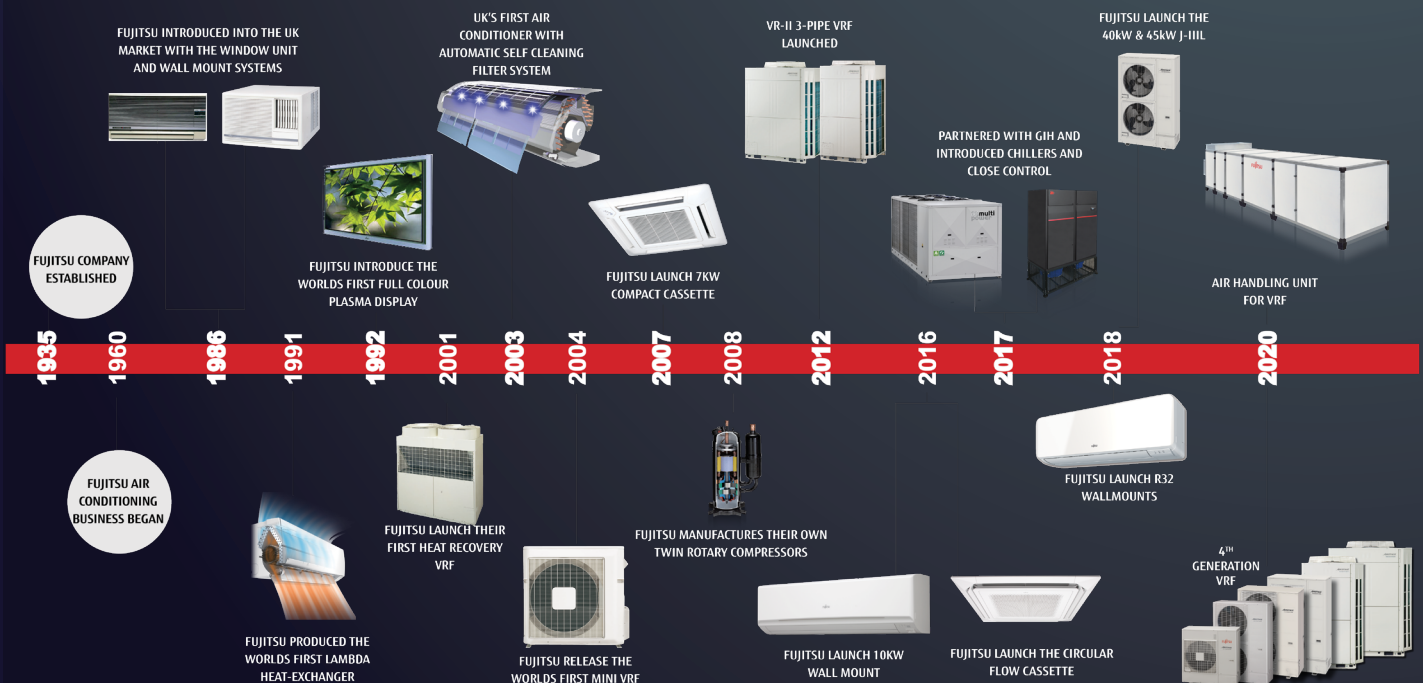 FUJITSU INTRODUCED INTO THE UK
MARKET WITH THE WINDOW UNIT
AND WALL MOUNT SYSTEMS
UK'S FIRST AIR
CONDITIONER WITH
AUTOMATIC SELF CLEANING
FILTER SYSTEM
VR-II 3-PIPE VRF
LAUNCHED
FUJITSU LAUNCH THE
40kW & 45kW J-IIIL
PARTNERED WITH GIH AND
INTRODUCED CHILLERS AND
CLOSE CONTROL
multi
power
FUJITSU
FUJITSU COMPANY
ESTABLISHED
FUJITSU INTRODUCE THE
WORLDS FIRST FULL COLOUR
PLASMA DISPLAY
FUJITSU LAUNCH 7KW
COMPACT CASSETTE
AIR HANDLING UNIT
FOR VRF
1935
1960
1986
1991
1992
2001
2003
2004
2007
2008
2012
2016
2017
2018
2020
FUJITSU AIR
CONDITIONING
BUSINESS BEGAN
FUJITSU PRODUCED THE
WORLDS FIRST LAMBDA
HEAT-EXCHANGER
FUJITSU LAUNCH THEIR
FIRST HEAT RECOVERY
VRF
FUJITSU RELEASE THE
WORLDS FIRST MINI VRF
FUJITSU MANUFACTURES THEIR OWN
TWIN ROTARY COMPRESSORS
FUJITSU LAUNCH 10KW
WALL MOUNT
FUJITSU LAUNCH THE CIRCULAR
FLOW CASSETTE
FUJITSU LAUNCH R32
WALLMOUNTS
4TH
GENERATION
VRF